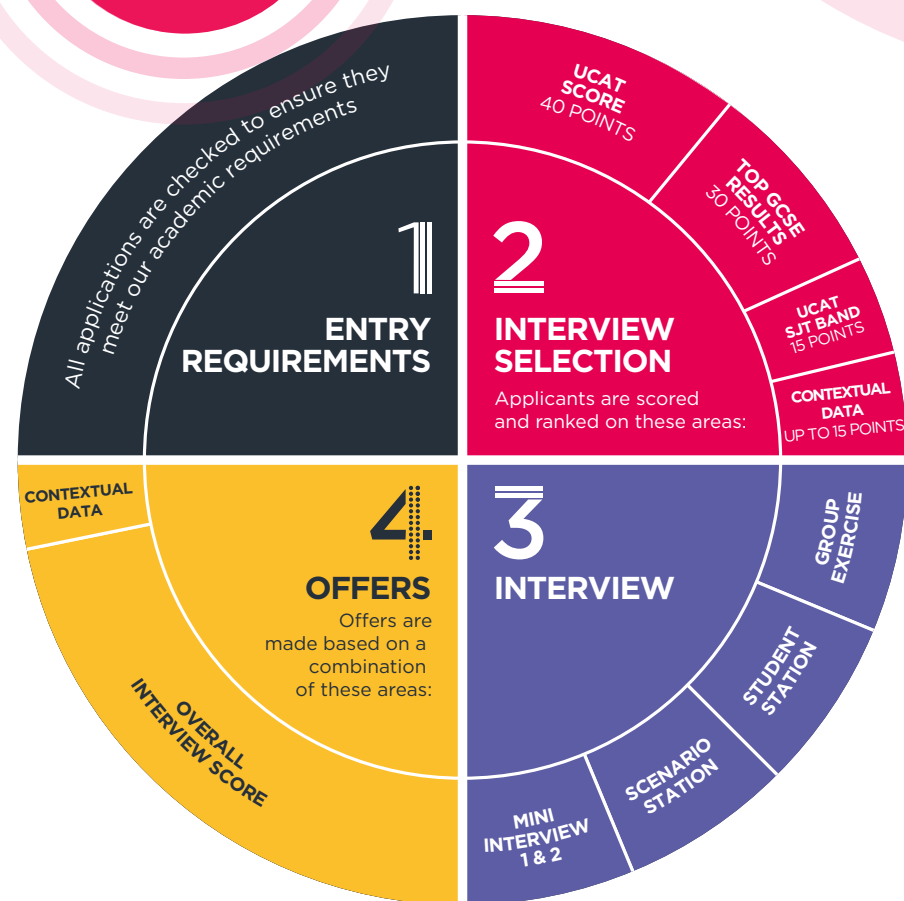 All applications are checked to ensure they
meet our academic requirements
1
ENTRY
REQUIREMENTS
UCAT
SCORE
40 POINTS
TOP GCSE
RESULTS
30 POINTS
UCAT
SJT BAND
15 POINTS
CONTEXTUAL
DATA
UP TO 15 POINTS
2
INTERVIEW
SELECTION
Applicants are scored
and ranked on these areas:
3
INTERVIEW
GROUP
EXERCISE
STUDENT
STATION
SCENARIO
STATION
MINI
INTERVIEW
1 & 2
4.
OFFERS
Offers are
made based on a
combination
of these areas:
OVERALL
INTERVIEW SCORE
CONTEXTUAL
DATA